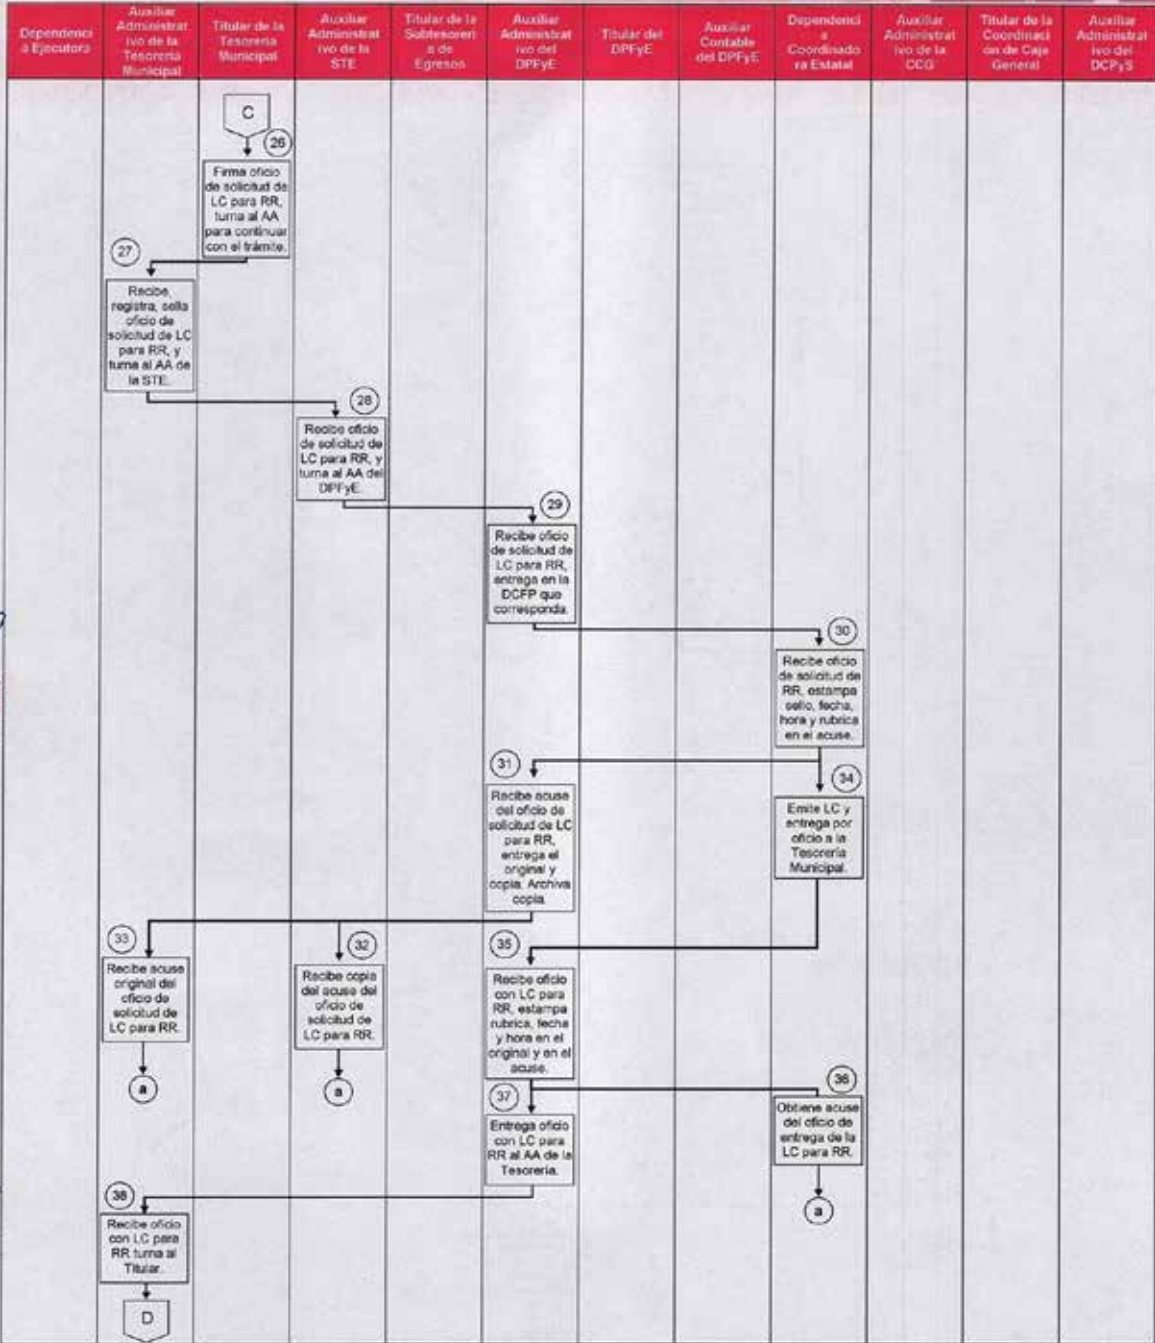 Dependenci
a Ejecutora
Auxiliar
Administrat
ivo de la
Tesorería
Municipal
Titular de la
Tesorería
Municipal
Auxiliar
Administrat
ivo de la
STE
Titular de la
Subtesorerí
a de
Egresos
Auxiliar
Administrat
ivo del
DPFyE
Titular del
DPFyE
Auxiliar
Contable
del DPFyE
Dependenci
a
Coordinado
ra Estatal
Auxiliar
Administrat
ivo de la
CCG
Titular de la
Coordinaci
ón de Caja
General
Auxiliar
Administrat
ivo del
DCPyS
C
26
Firma oficio
de solicitud de
LC para RR,
turna al AA
para continuar
con el trámite.
27
Recibe,
registra, sella
oficio de
solicitud de LC
para RR, y
turna al AA de
la STE.
28
Recibe oficio
de solicitud de
LC para RR, y
turna al AA del
DPFyE.
29
Recibe oficio
de solicitud de
LC para RR,
entrega en la
DCFP que
corresponda.
30
Recibe oficio
de solicitud de
RR, estampa
sello, fecha,
hora y rubrica
en el acuse.
31
Recibe acuse
del oficio de
solicitud de LC
para RR,
entrega el
original y
copia. Archiva
copia.
34
Emite LC y
entrega por
oficio a la
Tesorería
Municipal.
33
Recibe acuse
original del
oficio de
solicitud de
LC para RR.
a
32
Recibe copia
del acuse del
oficio de
solicitud de
LC para RR.
a
35
Recibe oficio
con LC para
RR, estampa
rubrica, fecha
y hora en el
original y en el
acuse.
36
Obtiene acuse
del oficio de
entrega de la
LC para RR.
a
37
Entrega oficio
con LC para
RR al AA de la
Tesorería.
38
Recibe oficio
con LC para
RR turna al
Titular.
D